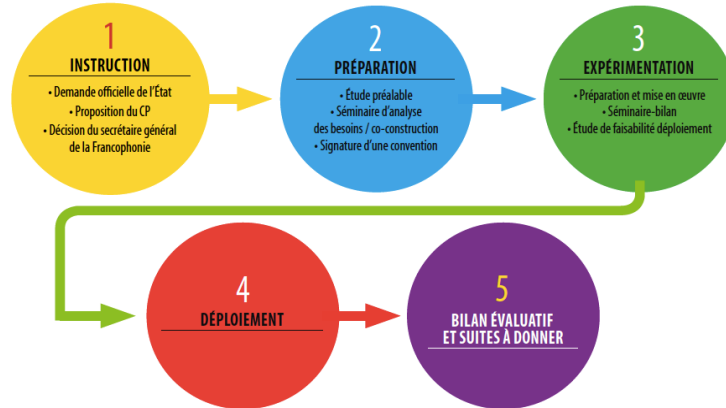 1
INSTRUCTION
• Demande officielle de l'État
• Proposition du CP
• Décision du secrétaire général
de la Francophonie
2
PRÉPARATION
• Étude préalable
• Séminaire d'analyse
des besoins / co-construction
• Signature d'une convention
3
EXPÉRIMENTATION
• Préparation et mise en œuvre
• Séminaire-bilan
• Étude de faisabilité déploiement
4
DÉPLOIEMENT
5
BILAN ÉVALUATIF
ET SUITES À DONNER